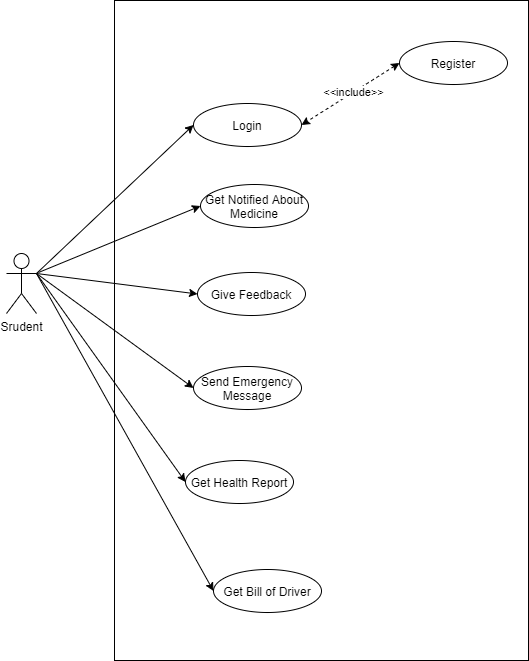 Register
<<include>>
Login
Get Notified About
Medicine
Give Feedback
Srudent
Send Emergency
Message
Get Health Report
Get Bill of Driver